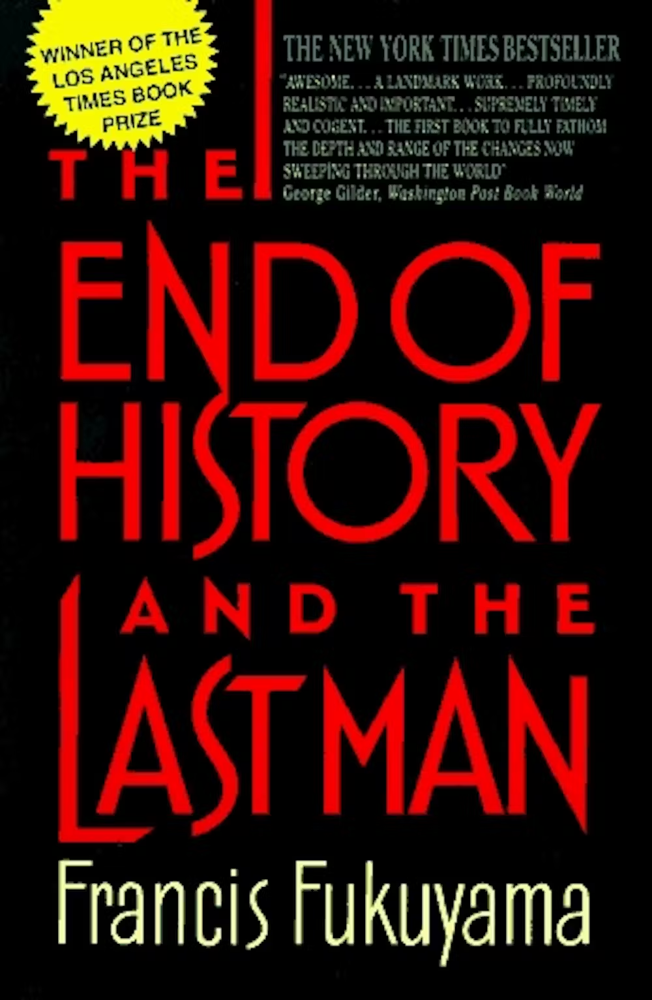 WINNER OF THE
LOS ANGELES
TIMES BOOK
PRIZE
THE NEW YORK TIMES BESTSELLER
"AWESOME. . . A LANDMARK WORK. . . PROFOUNDLY
REALISTIC AND IMPORTANT. . . SUPREMELY TIMELY
AND COGENT. . . THE FIRST BOOK TO FULLY FATHOM
THE DEPTH AND RANGE OF THE CHANGES NOW
SWEEPING THROUGH THE WORLD"
George Gilder, Washington Post Book World
THE
END OF
HISTORY
AND THE
LAST MAN
Francis Fukuyama